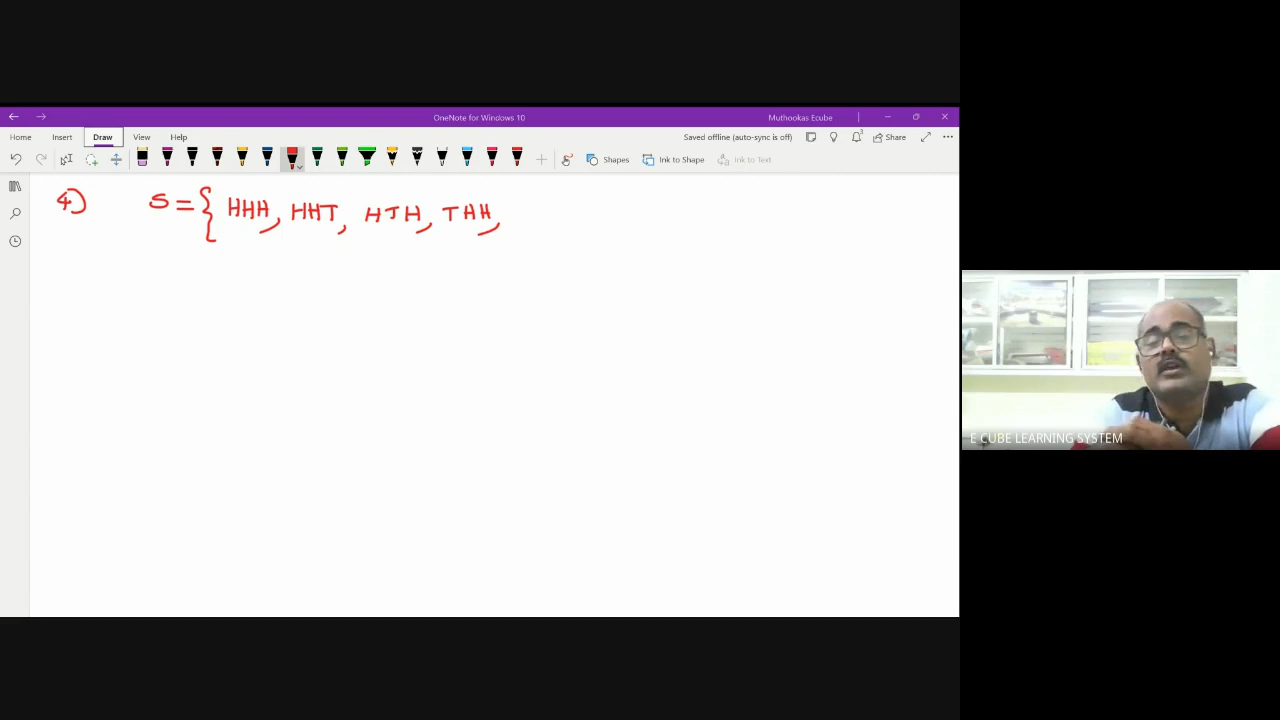 OneNote for Windows 10
Muthookas Ecube
Home Insert Draw View Help
Saved offline (auto-sync is off)
Share
Shapes
Ink to Shape
Ink to Text
4) S = { HHH, HHT, HTH, THH,
E CUBE LEARNING SYSTEM